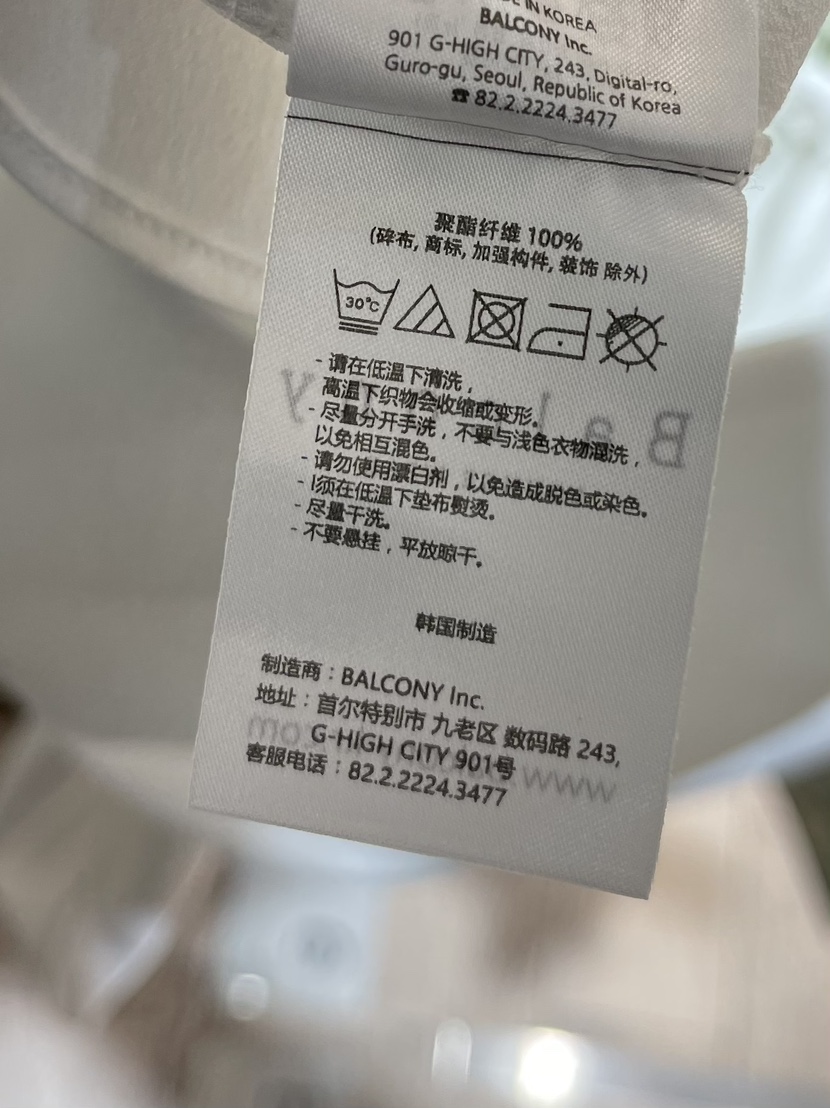 IN KOREA
BALCONY Inc.
901 G-HIGH CITY, 243, Digital-ro,
Guro-gu, Seoul, Republic of Korea
☎ 82.2.2224.3477
聚酯纤维 100%
(碎布, 商标, 加强构件, 装饰 除外)
30℃
- 请在低温下清洗，
高温下织物会收缩或变形。
- 尽量分开手洗，不要与浅色衣物混洗，
以免相互混色。
- 请勿使用漂白剂，以免造成脱色或染色。
- 必须在低温下垫布熨烫。
- 尽量干洗。
- 不要悬挂，平放晾干。
韩国制造
制造商 : BALCONY Inc.
地址 : 首尔特别市 九老区 数码路 243,
G-HIGH CITY 901号
客服电话 : 82.2.2224.3477